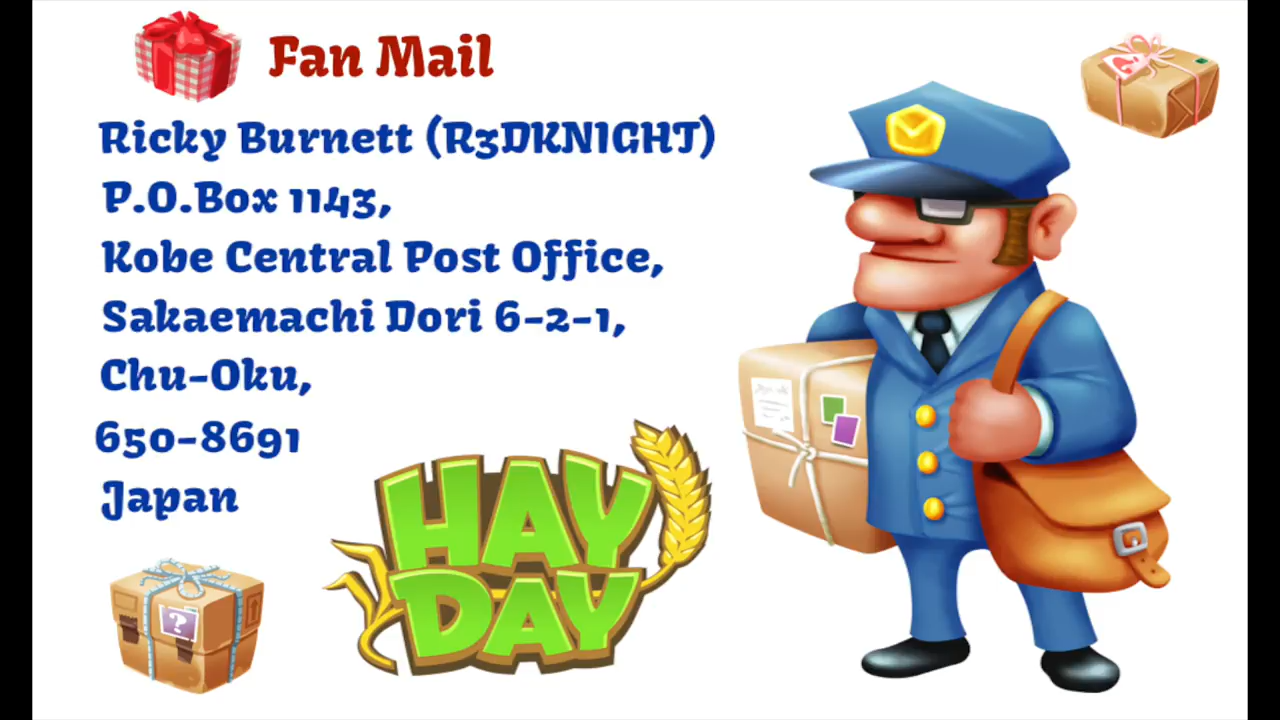 Fan Mail
Ricky Burnett (R3DKNIGHT)
P.O.Box 1143,
Kobe Central Post Office,
Sakaemachi Dori 6-2-1,
Chu-Oku,
650-8691
Japan
HAY
DAY
?